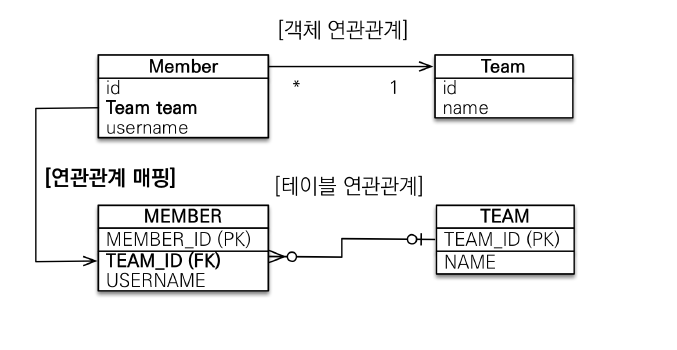 [객체 연관관계]
Member
id
Team team
username
* 1
Team
id
name
[연관관계 매핑]
[테이블 연관관계]
MEMBER
MEMBER_ID (PK)
TEAM_ID (FK)
USERNAME
TEAM
TEAM_ID (PK)
NAME